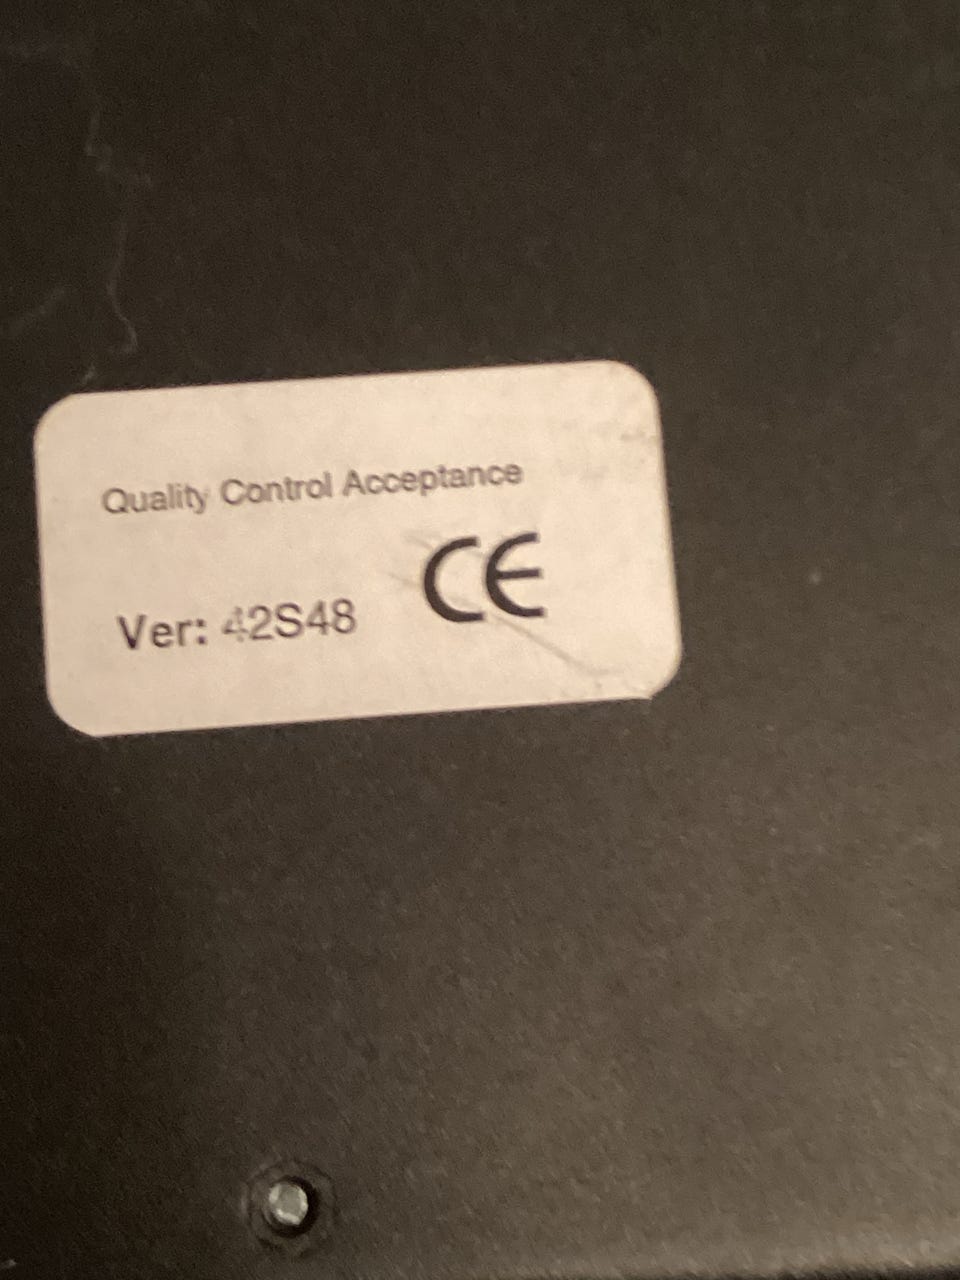 Quality Control Acceptance
CE
Ver: 42S48